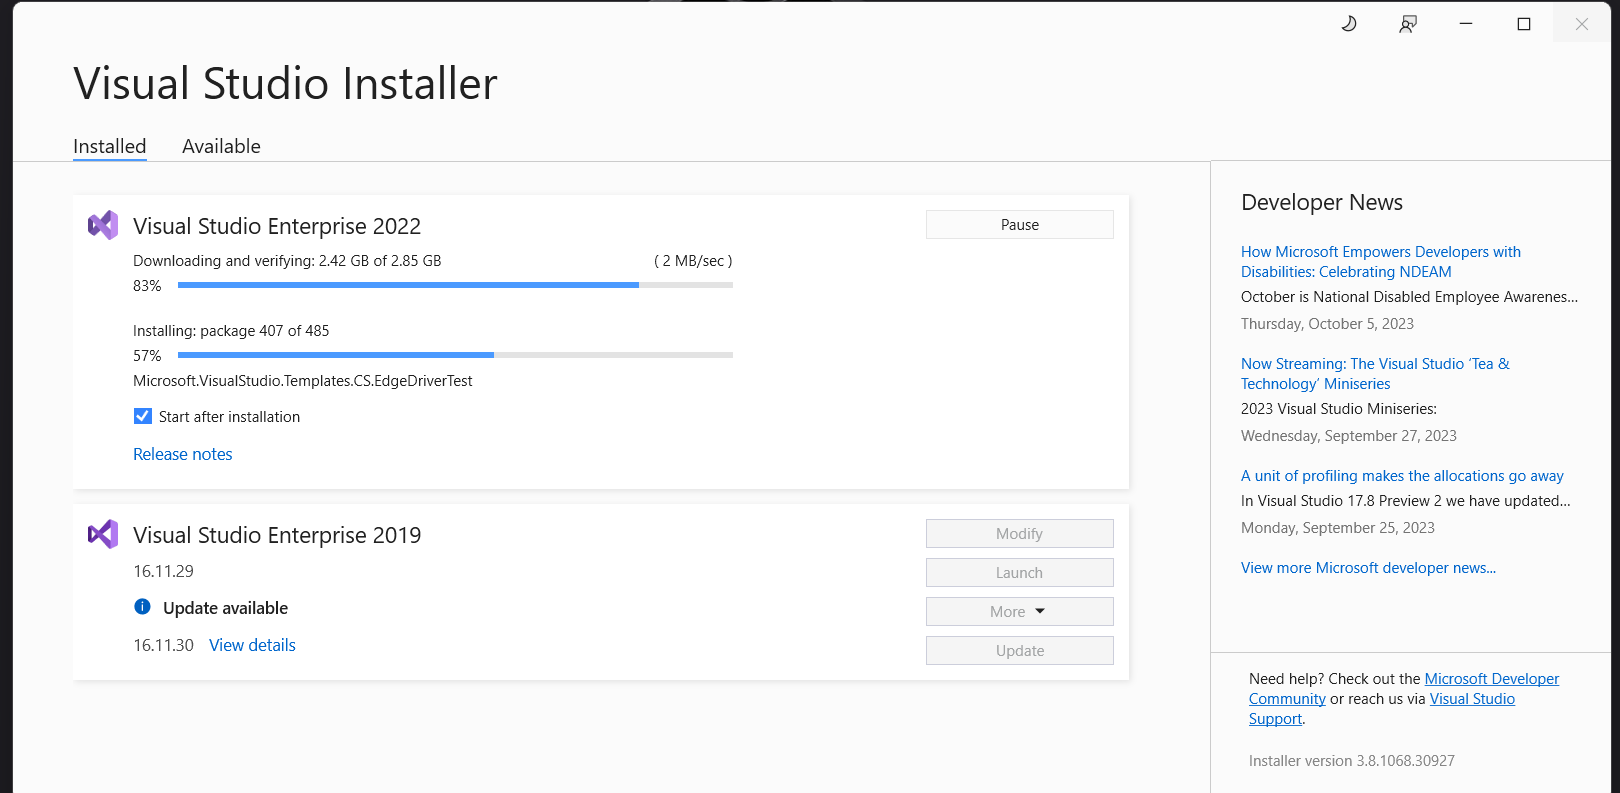 Visual Studio Installer
Installed
Available
Visual Studio Enterprise 2022
Pause
Downloading and verifying: 2.42 GB of 2.85 GB
( 2 MB/sec )
83%
Installing: package 407 of 485
57%
Microsoft.VisualStudio.Templates.CS.EdgeDriverTest
Start after installation
Release notes
Visual Studio Enterprise 2019
16.11.29
Update available
16.11.30 View details
Modify
Launch
More
Update
Developer News
How Microsoft Empowers Developers with
Disabilities: Celebrating NDEAM
October is National Disabled Employee Awarenes...
Thursday, October 5, 2023
Now Streaming: The Visual Studio ‘Tea &
Technology’ Miniseries
2023 Visual Studio Miniseries:
Wednesday, September 27, 2023
A unit of profiling makes the allocations go away
In Visual Studio 17.8 Preview 2 we have updated...
Monday, September 25, 2023
View more Microsoft developer news...
Need help? Check out the Microsoft Developer
Community or reach us via Visual Studio
Support.
Installer version 3.8.1068.30927